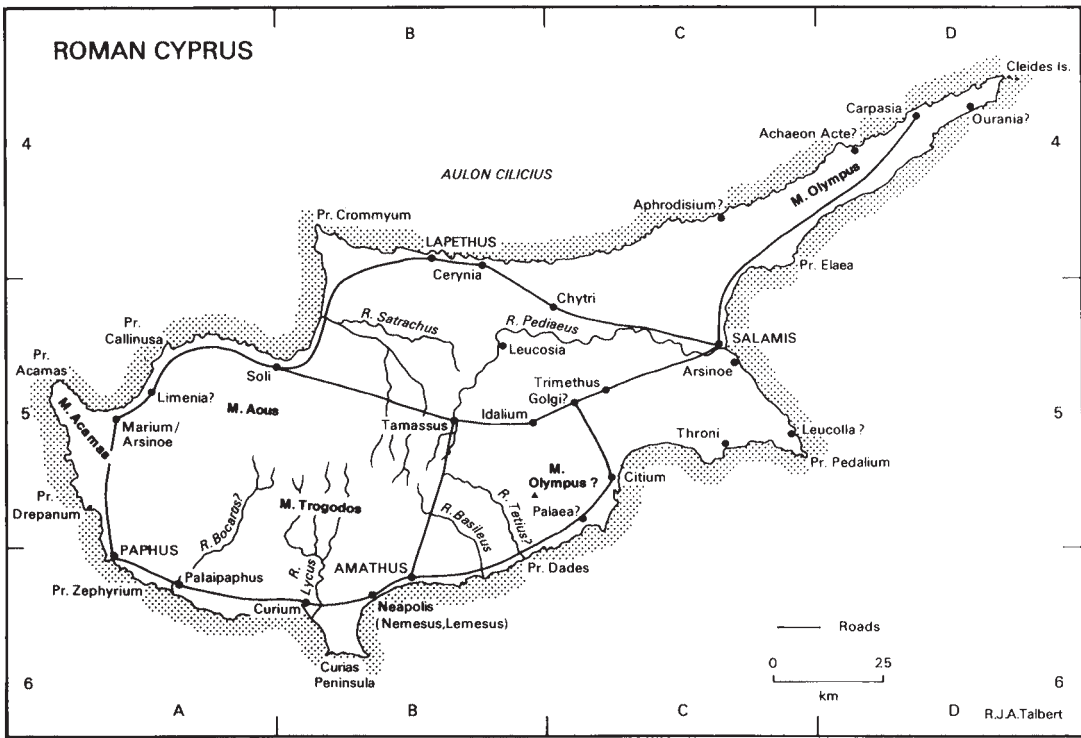 ROMAN CYPRUS
B
C
D
Cleides Is.
Carpasia
Ourania?
4
Achaeon Acte?
4
AULON CILICIUS
M. Olympus
Aphrodisium?
Pr. Crommyum
LAPETHUS
Cerynia
Pr. Elaea
Chytri
Pr.
Callinusa
R. Satrachus
R. Pediaeus
SALAMIS
Leucosia
Pr.
Acamas
Soli
Arsinoe
Limenia?
Trimethus
Golgi?
M. Acamas
M. Aous
5
Marium/
Arsinoe
Tamassus
Idalium
5
Throni
Leucolla?
Pr. Pedalium
M.
Olympus?
Citium
Pr.
Drepanum
R. Bocarus?
M. Trogodos
R. Tetius?
Palaea?
R. Basileus
PAPHUS
Palaipaphus
R.
Lycus
AMATHUS
Pr. Dades
Pr. Zephyrium
Curium
Neapolis
(Nemesus,Lemesus)
Roads
Curias
Peninsula
0
25
km
6
6
A
B
C
D
R.J.A.Talbert